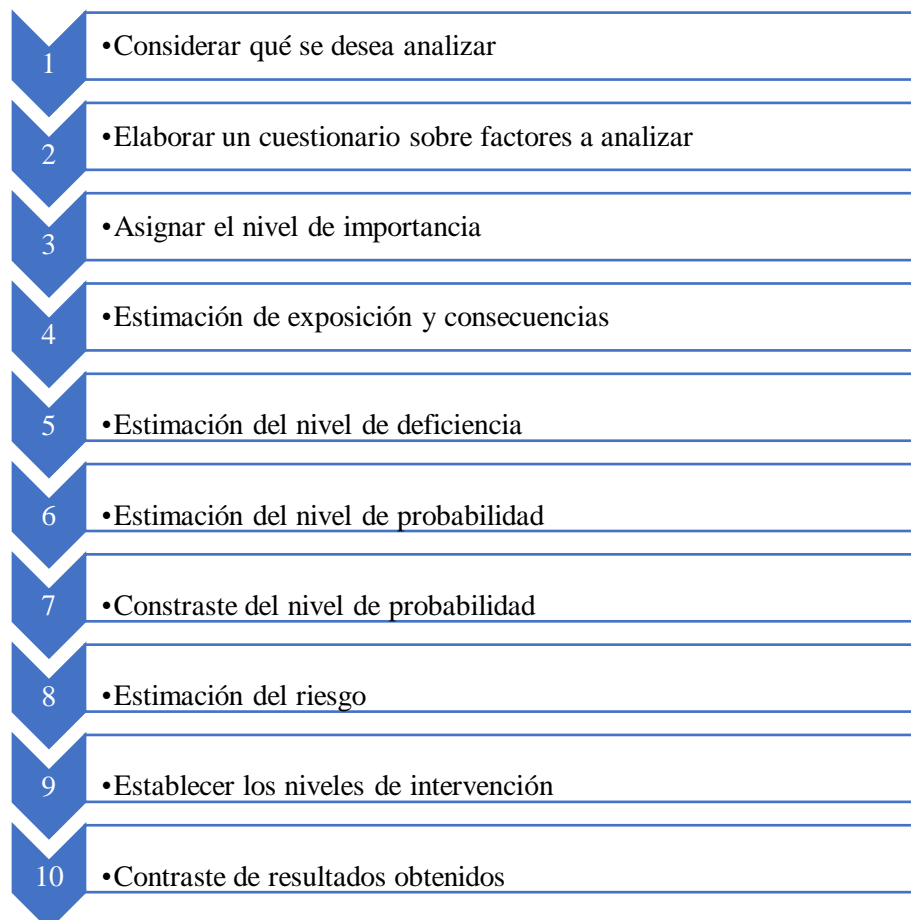 1 •Considerar qué se desea analizar
2 •Elaborar un cuestionario sobre factores a analizar
3 •Asignar el nivel de importancia
4 •Estimación de exposición y consecuencias
5 •Estimación del nivel de deficiencia
6 •Estimación del nivel de probabilidad
7 •Constraste del nivel de probabilidad
8 •Estimación del riesgo
9 •Establecer los niveles de intervención
10 •Contraste de resultados obtenidos